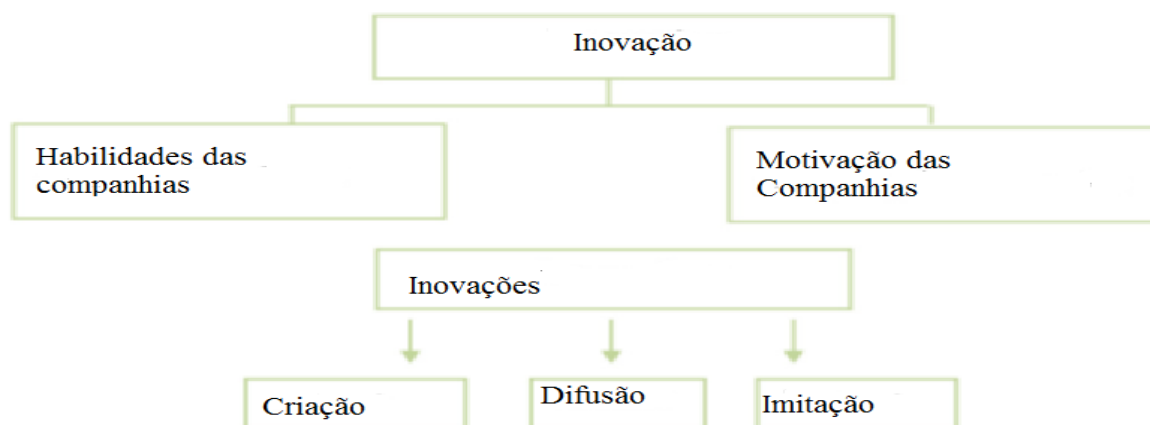 Inovação
Habilidades das
companhias
Motivação das
Companhias
Inovações
Criação
Difusão
Imitação